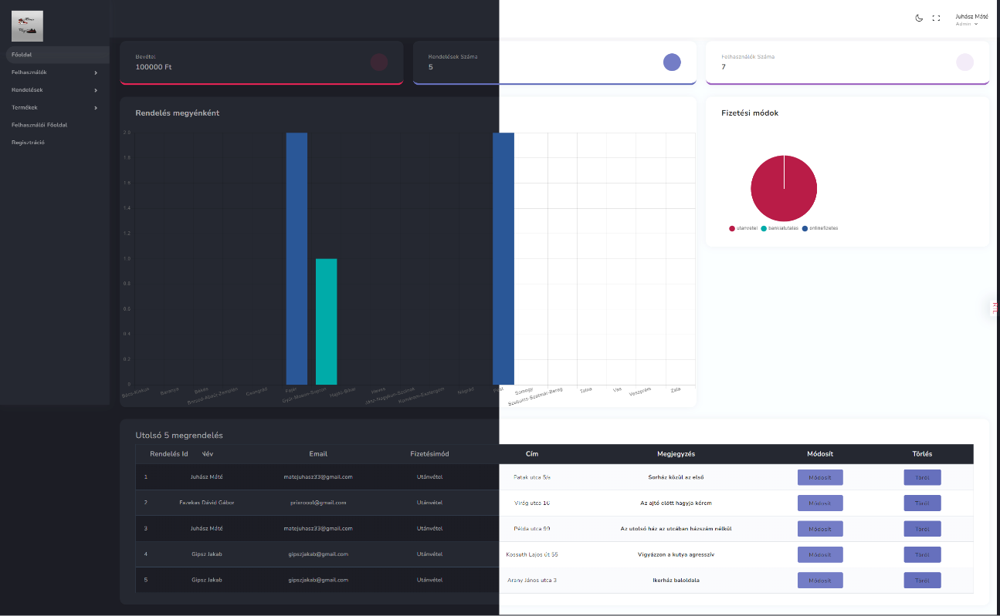 Juhász Máté
Admin
Főoldal
Felhasználók
Rendelések
Termékek
Felhasználói Főoldal
Regisztráció
Bevétel
100000 Ft
Rendelések Száma
5
Felhasználók Száma
7
Rendelés megyénként
2.0
1.8
1.6
1.4
1.2
1.0
0.8
0.6
0.4
0.2
0
Bács-Kiskun
Baranya
Békés
Borsod-Abaúj-Zemplén
Csongrád
Fejér
Győr-Moson-Sopron
Hajdú-Bihar
Heves
Jász-Nagykun-Szolnok
Komárom-Esztergom
Nógrád
Pest
Somogy
Szabolcs-Szatmár-Bereg
Tolna
Vas
Veszprém
Zala
Fizetési módok
utanvetel bankiatutalas onlinefizetes
RTL
Utolsó 5 megrendelés
Rendelés Id Név Email Fizetésimód Cím Megjegyzés Módosít Törlés
1 Juhász Máté matejuhasz33@gmail.com Utánvétel Patak utca 5/a Sorház közül az első Módosít Töröl
2 Fazekas Dávid Gábor prixroool@gmail.com Utánvétel Virág utca 16 Az ajtó előtt hagyja kérem Módosít Töröl
3 Juhász Máté matejuhasz33@gmail.com Utánvétel Példa utca 99 Az utolsó ház az utcában házszám nélkül Módosít Töröl
4 Gipsz Jakab gipszjakab@gmail.com Utánvétel Kossuth Lajos út 55 Vigyázzon a kutya agresszív Módosít Töröl
5 Gipsz Jakab gipszjakab@gmail.com Utánvétel Arany János utca 3 Ikerház baloldala Módosít Töröl